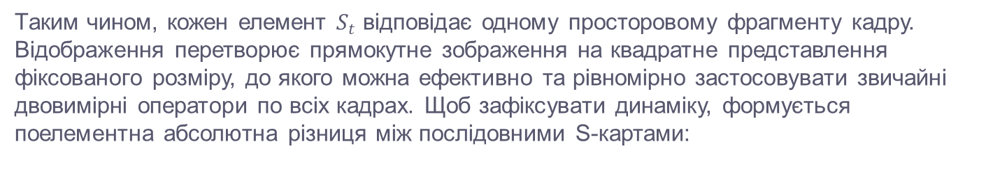 Таким чином, кожен елемент $S_t$ відповідає одному просторовому фрагменту кадру.
Відображення перетворює прямокутне зображення на квадратне представлення
фіксованого розміру, до якого можна ефективно та рівномірно застосовувати звичайні
двовимірні оператори по всіх кадрах. Щоб зафіксувати динаміку, формується
поелементна абсолютна різниця між послідовними S-картами: